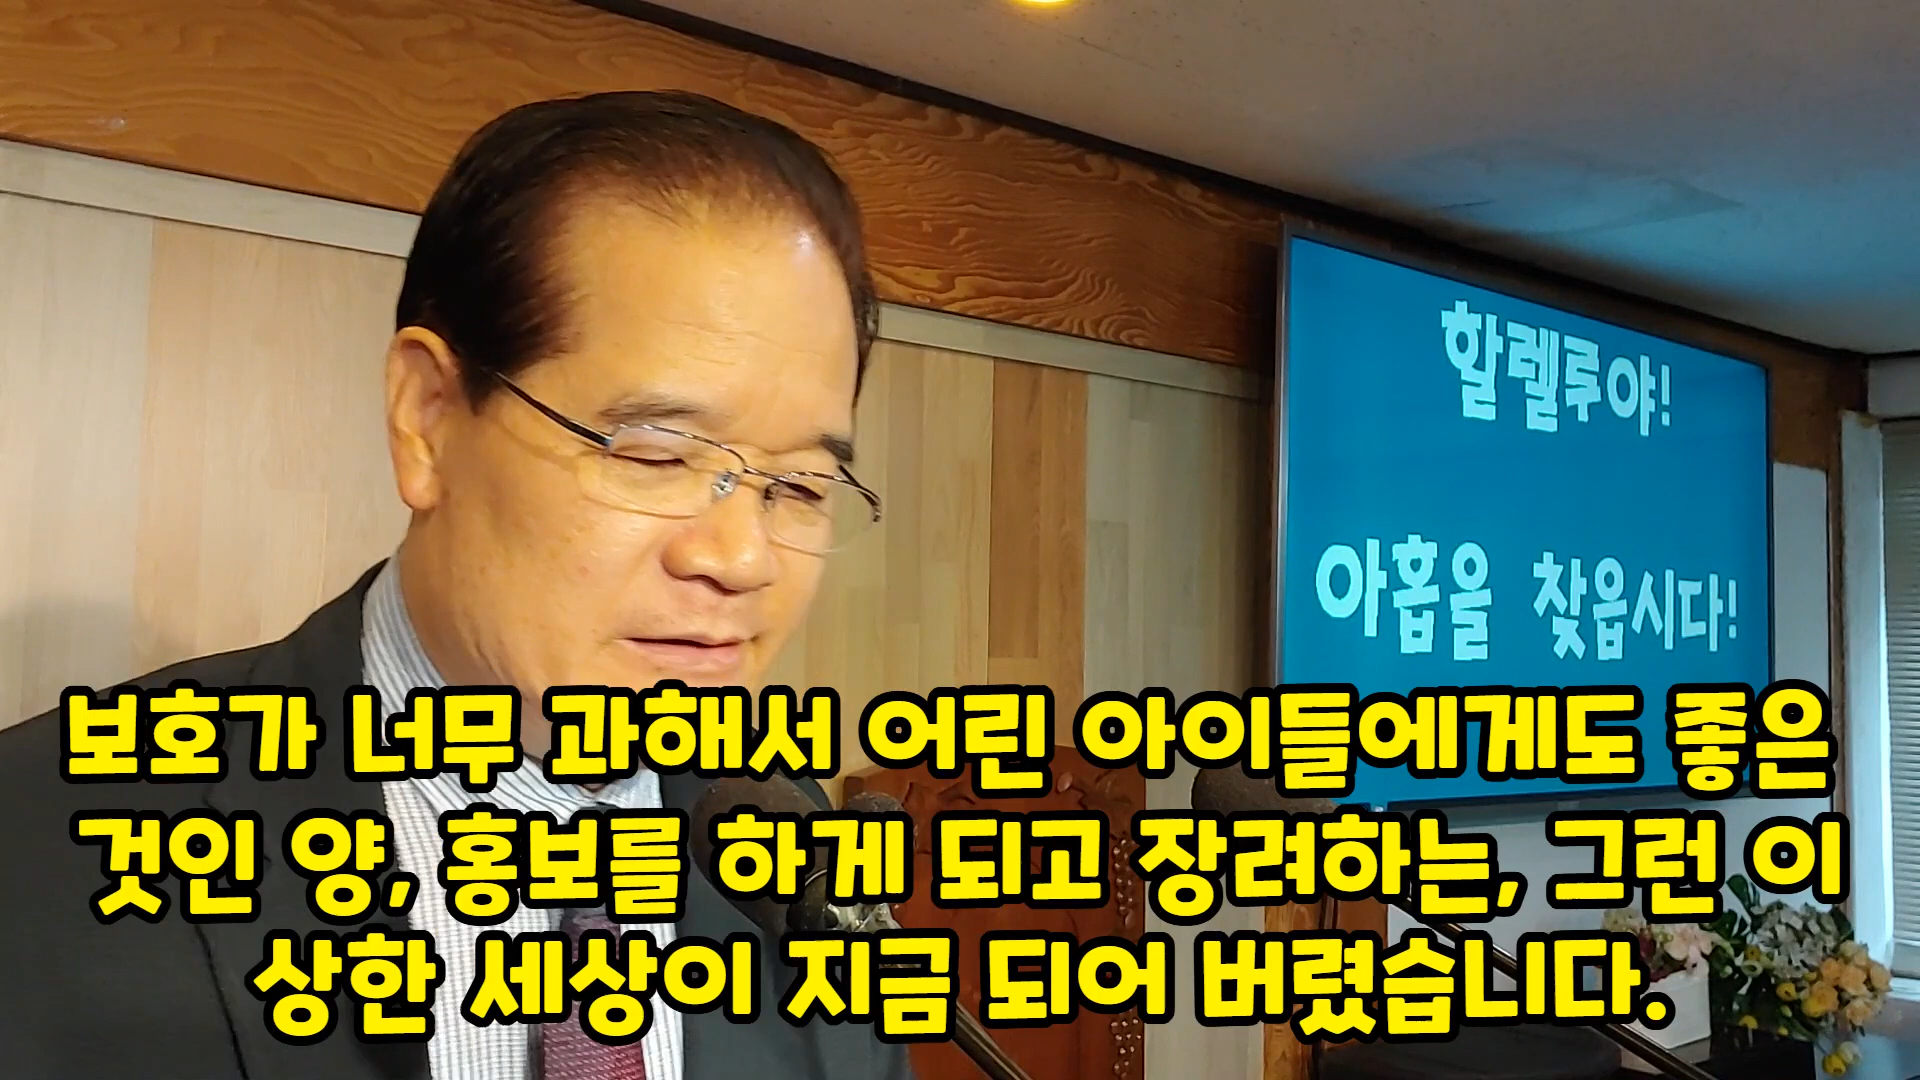 할렐루야!
아홉을 찾읍시다!
보호가 너무 과해서 어린 아이들에게도 좋은
것인 양, 홍보를 하게 되고 장려하는, 그런 이
상한 세상이 지금 되어 버렸습니다.